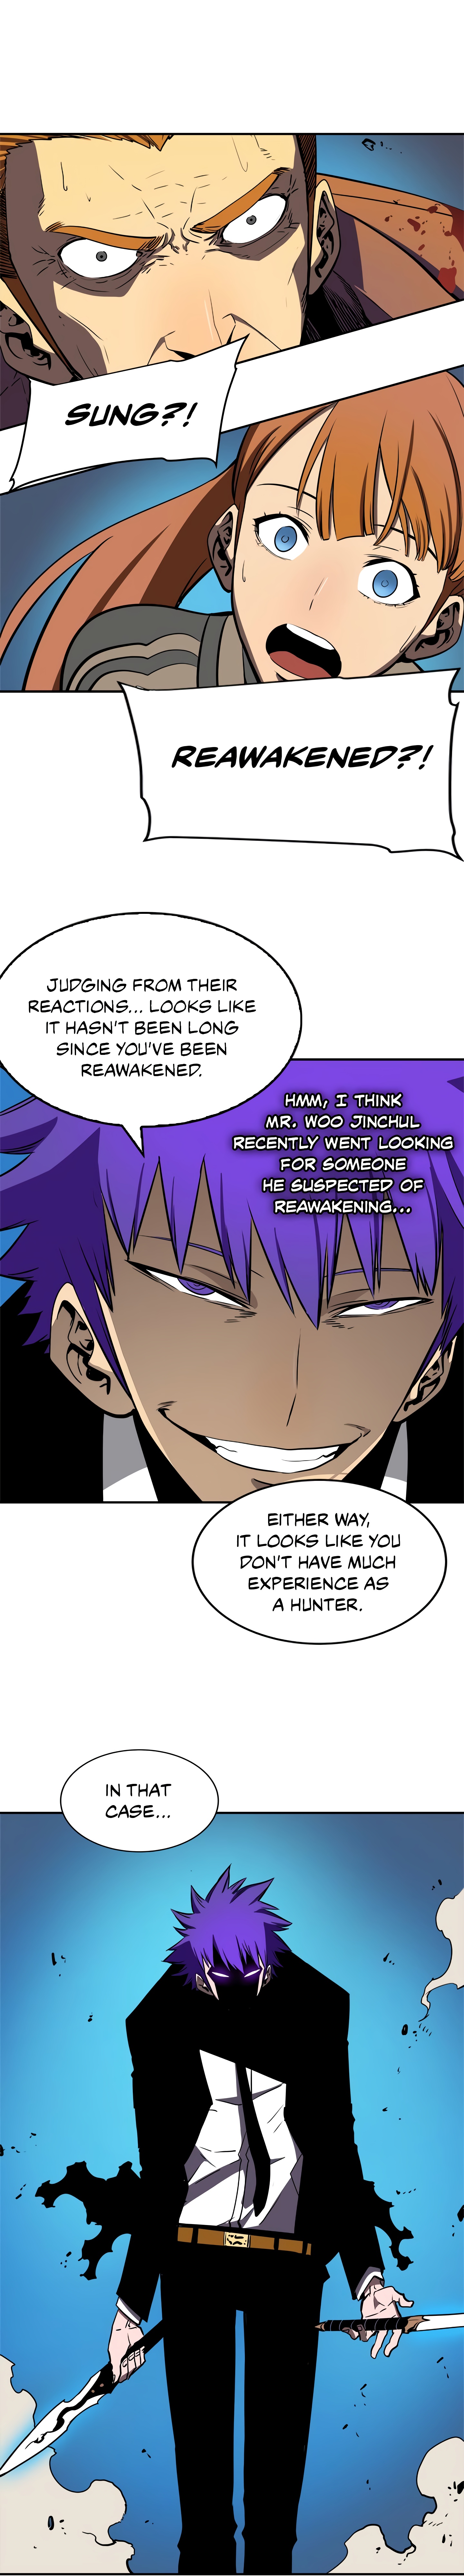 SUNG?!
REAWAKENED?!
JUDGING FROM THEIR
REACTIONS... LOOKS LIKE
IT HASN'T BEEN LONG
SINCE YOU'VE BEEN
REAWAKENED.
HMM, I THINK
MR. WOO JINCHUL
RECENTLY WENT LOOKING
FOR SOMEONE
HE SUSPECTED OF
REAWAKENING...
EITHER WAY,
IT LOOKS LIKE YOU
DON'T HAVE MUCH
EXPERIENCE AS
A HUNTER.
IN THAT
CASE...